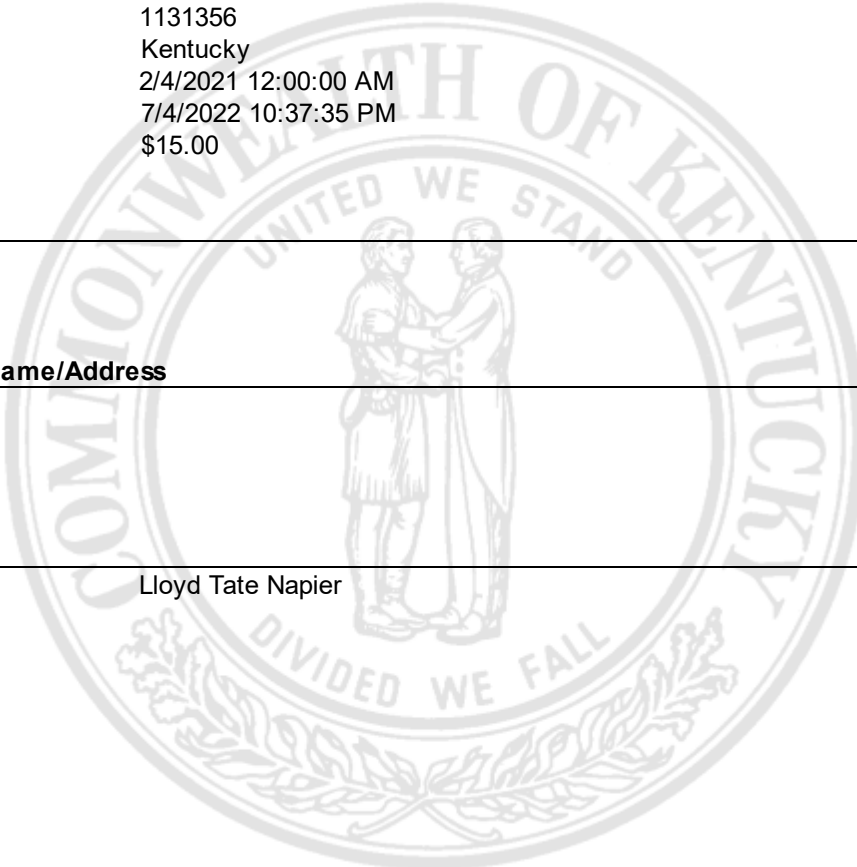 1131356
Kentucky
2/4/2021 12:00:00 AM
7/4/2022 10:37:35 PM
$15.00
COMMONWEALTH OF KENTUCKY
UNITED WE STAND
ame/Address
Lloyd Tate Napier
DIVIDED WE FALL